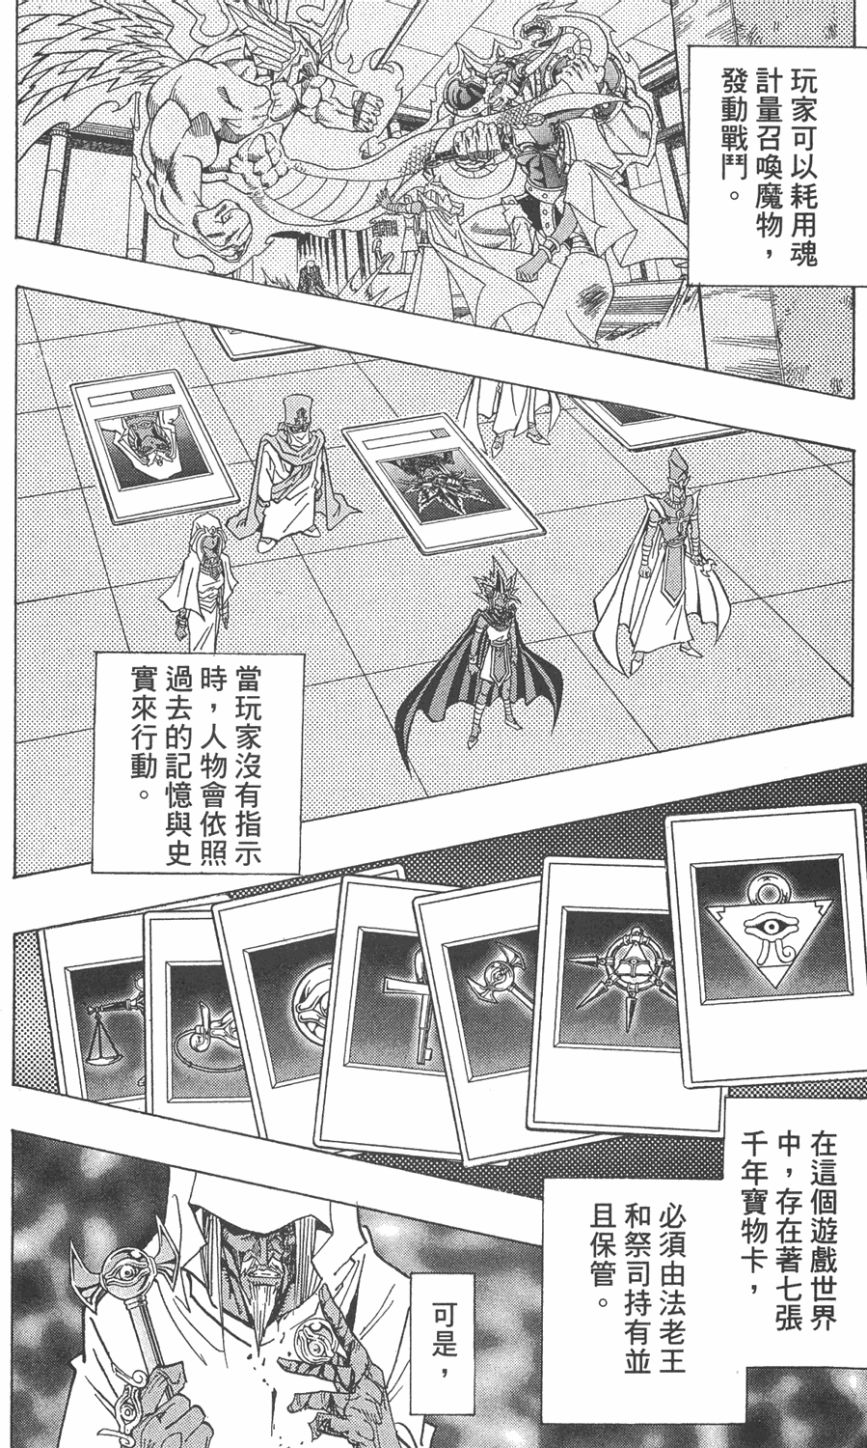 玩家可以耗用魂
計量召喚魔物，
發動戰鬥。
當玩家沒有指示
時，人物會依照
過去的記憶與史
實來行動。
在這個遊戲世界
中，存在著七張
千年寶物卡，
必須由法老王
和祭司持有並
且保管。
可是，